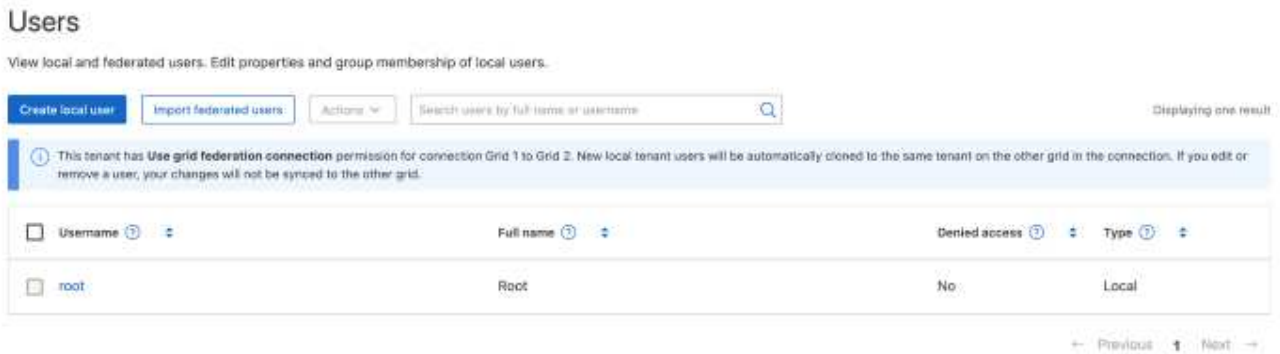 Users
View local and federated users. Edit properties and group membership of local users.
Create local user Import federated users Actions Search users by full name or username Displaying one result
This tenant has Use grid federation connection permission for connection Grid 1 to Grid 2. New local tenant users will be automatically cloned to the same tenant on the other grid in the connection. If you edit or
remove a user, your changes will not be synced to the other grid.
Username Full name Denied access Type
root Root No Local
← Previous 1 Next →